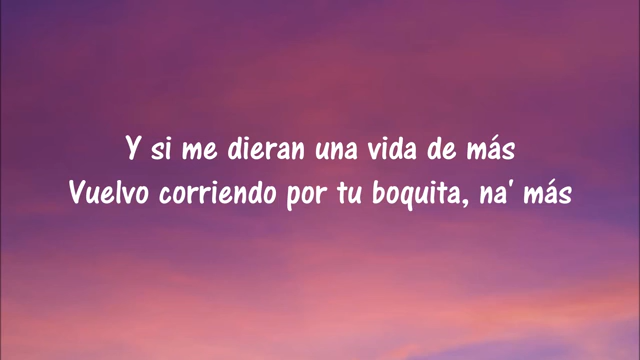 Y si me dieran una vida de más
Vuelvo corriendo por tu boquita, na' más